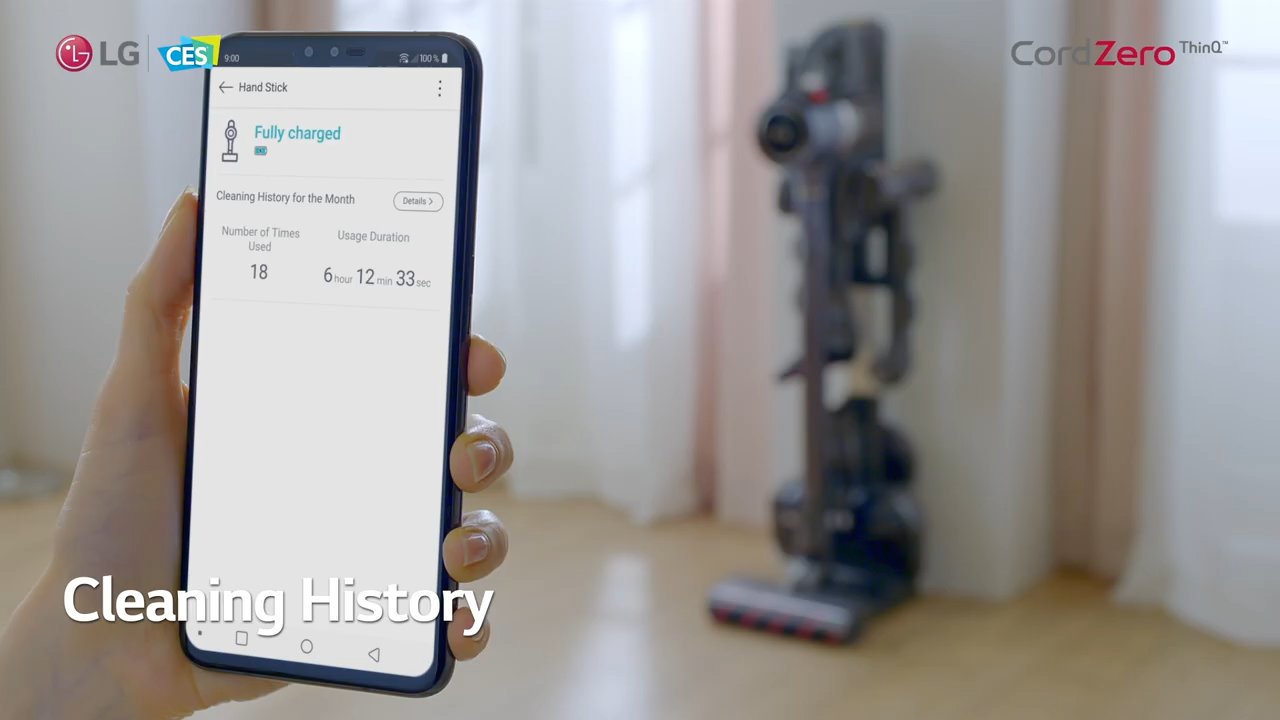 LG
CES
CordZero ThinQ™
9:00
100 %
Hand Stick
Fully charged
Cleaning History for the Month
Details >
Number of Times Used
Usage Duration
18
6 hour 12 min 33 sec
Cleaning History